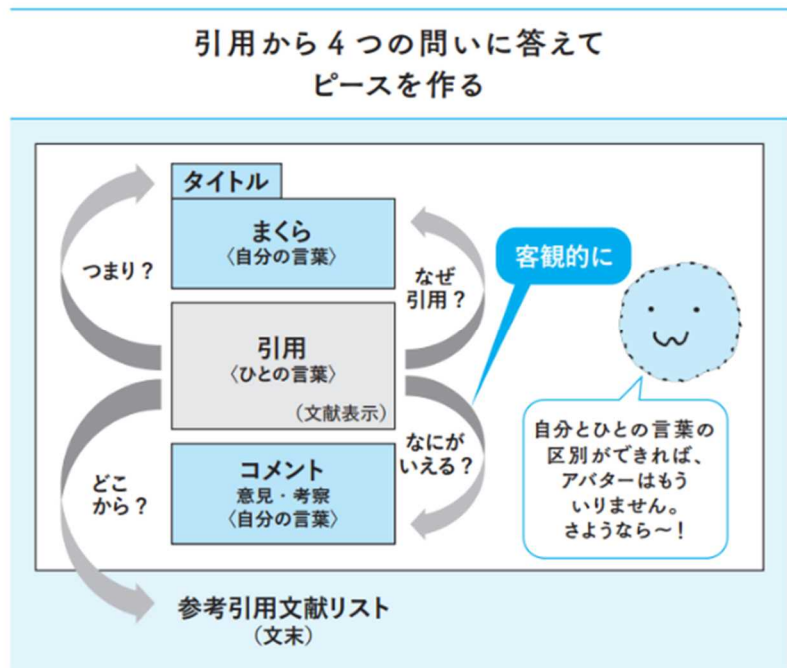 引用から4つの問いに答えて
ピースを作る
タイトル
まくら
〈自分の言葉〉
つまり?
なぜ
引用?
客観的に
引用
〈ひとの言葉〉
(文献表示)
どこ
から?
なにが
いえる?
コメント
意見・考察
〈自分の言葉〉
自分とひとの言葉の
区別ができれば、
アバターはもう
いりません。
さようなら〜!
参考引用文献リスト
(文末)